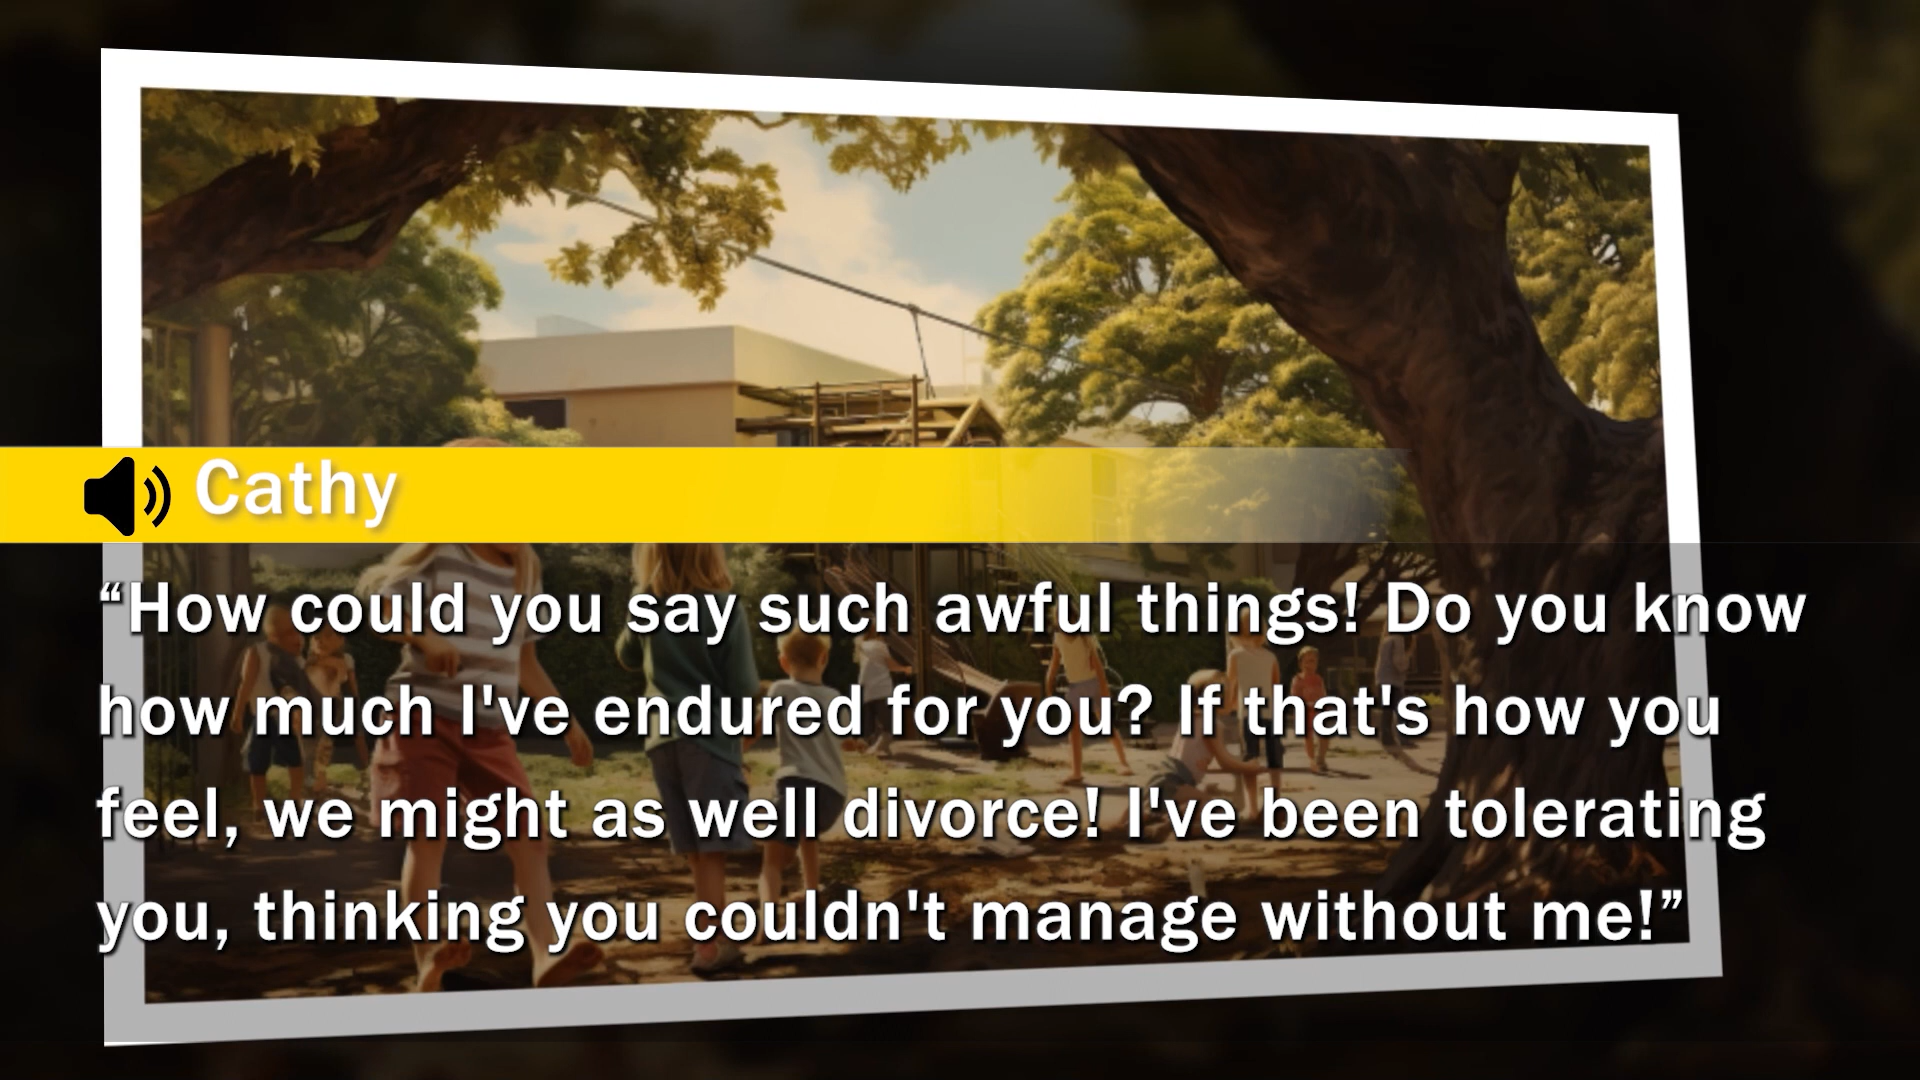 Cathy
“How could you say such awful things! Do you know
how much I've endured for you? If that's how you
feel, we might as well divorce! I've been tolerating
you, thinking you couldn't manage without me!”